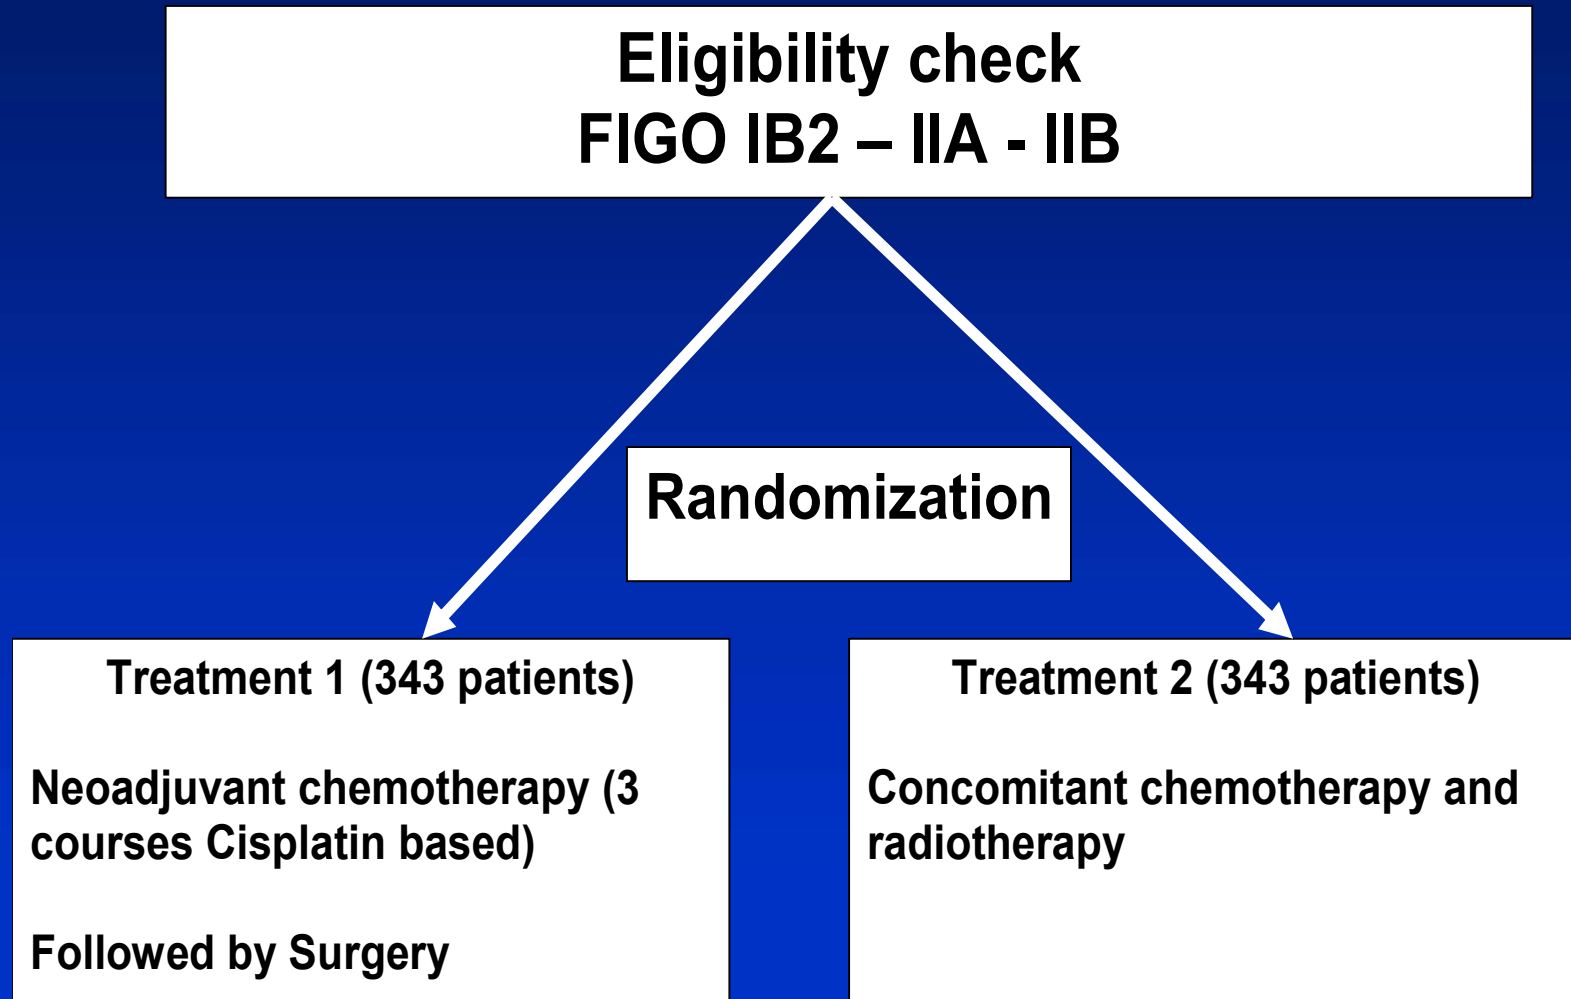 Eligibility check
FIGO IB2 – IIA - IIB
Randomization
Treatment 1 (343 patients)
Neoadjuvant chemotherapy (3
courses Cisplatin based)
Followed by Surgery
Treatment 2 (343 patients)
Concomitant chemotherapy and
radiotherapy